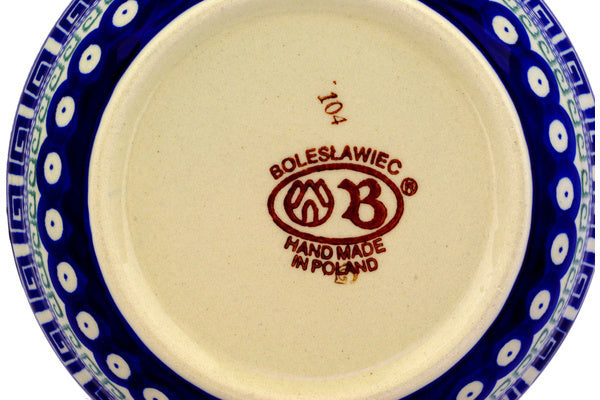 104
BOLESŁAWIEC
B ®
HAND MADE
IN POLAND